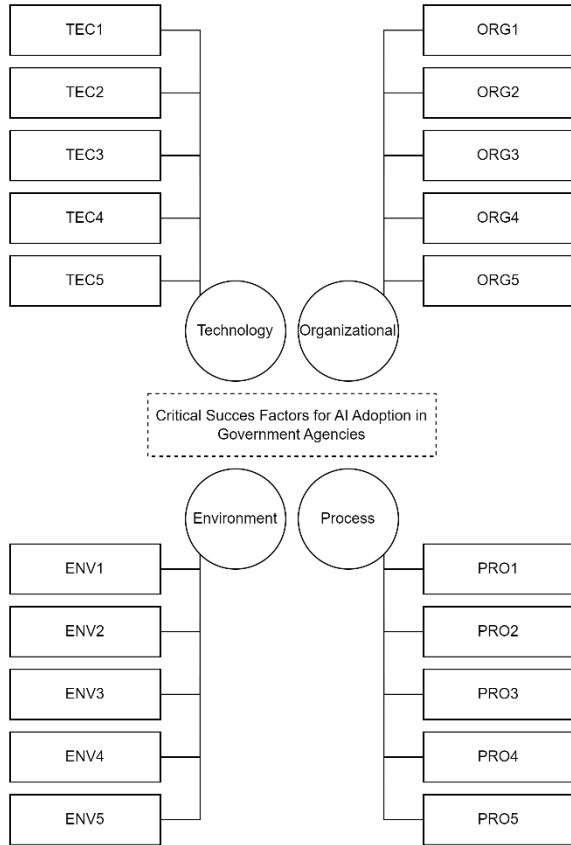 TEC1
TEC2
TEC3
TEC4
TEC5
ORG1
ORG2
ORG3
ORG4
ORG5
Technology
Organizational
Critical Succes Factors for AI Adoption in
Government Agencies
Environment
Process
ENV1
ENV2
ENV3
ENV4
ENV5
PRO1
PRO2
PRO3
PRO4
PRO5